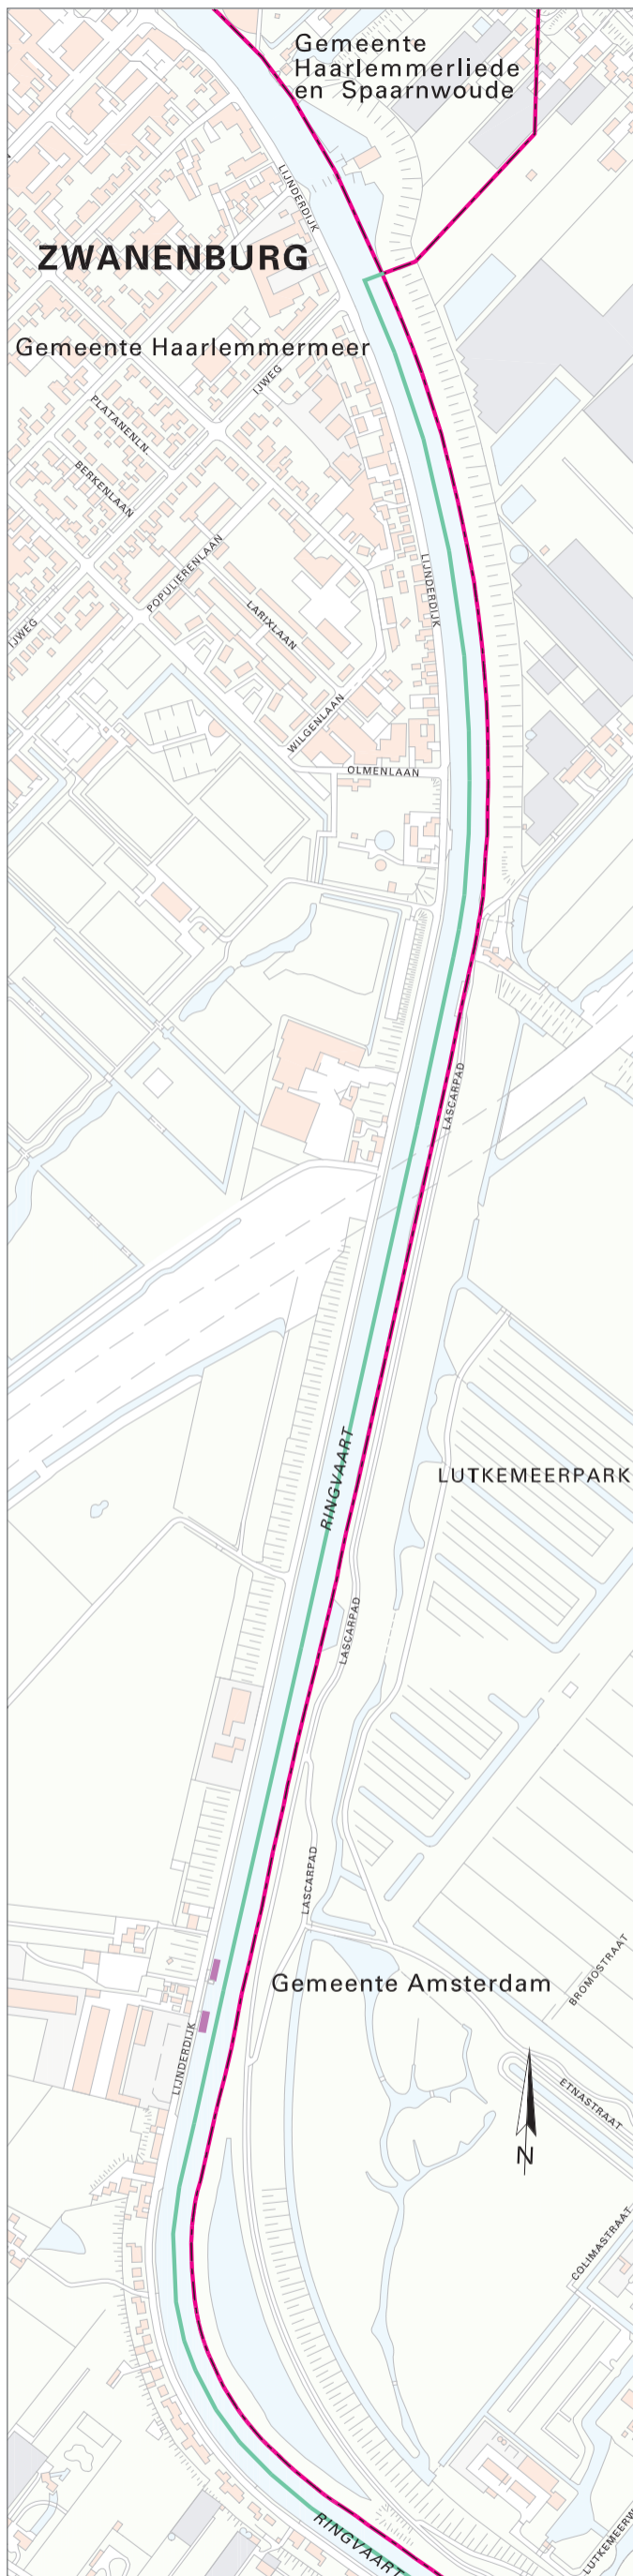 Gemeente
Haarlemmerliede
en Spaarnwoude
LIJNDERDIJK
ZWANENBURG
Gemeente Haarlemmermeer
IJWEG
PLATANENLN
BERKENLAAN
POPULIERENLAAN
LIJNDERDIJK
LARIXLAAN
IJWEG
WILGENLAAN
OLMENLAAN
LASCARPAD
RINGVAART
LUTKEMEERPARK
LASCARPAD
LASCARPAD
BROMOSTRAAT
Gemeente Amsterdam
LIJNDERDIJK
ETNASTRAAT
N
COLIMASTRAAT
RINGVAART
LUTKEMEERW